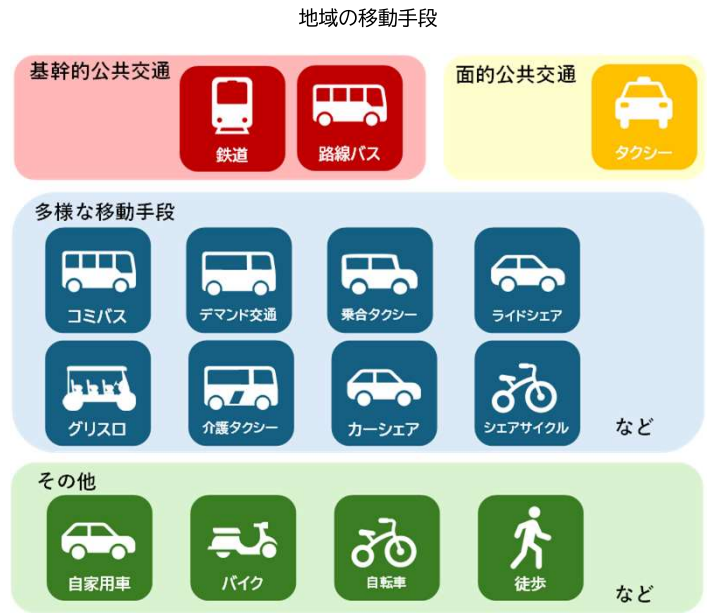 地域の移動手段
基幹的公共交通
鉄道
路線バス
面的公共交通
タクシー
多様な移動手段
コミバス
デマンド交通
乗合タクシー
ライドシェア
グリスロ
介護タクシー
カーシェア
シェアサイクル
など
その他
自家用車
バイク
自転車
徒歩
など